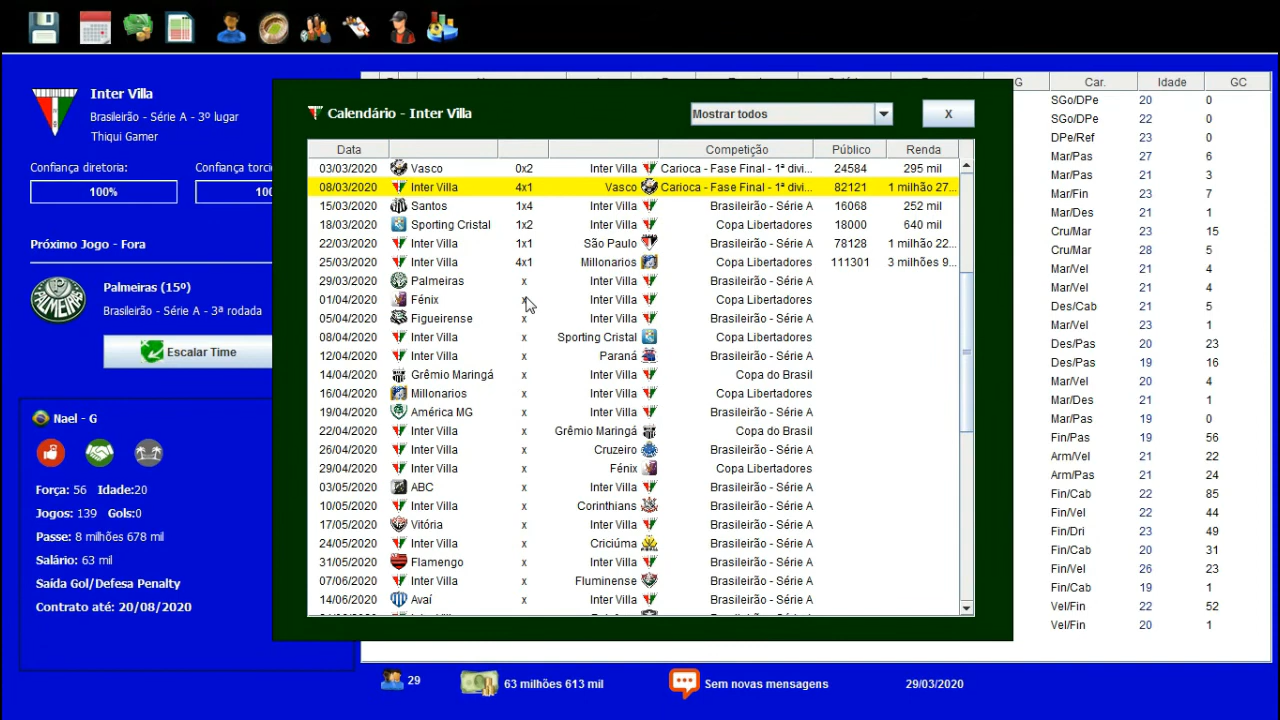 Inter Villa
Brasileirão - Série A - 3º lugar
Thiqui Gamer
Confiança diretoria: Confiança torci
100% 100
Próximo Jogo - Fora
Palmeiras (15º)
Brasileirão - Série A - 3ª rodada
Escalar Time
Nael - G
Força: 56 Idade:20
Jogos: 139 Gols:0
Passe: 8 milhões 678 mil
Salário: 63 mil
Saída Gol/Defesa Penalty
Contrato até: 20/08/2020
Calendário - Inter Villa Mostrar todos X
Data Competição Público Renda
03/03/2020 Vasco 0x2 Inter Villa Carioca - Fase Final - 1ª divi... 24584 295 mil
08/03/2020 Inter Villa 4x1 Vasco Carioca - Fase Final - 1ª divi... 82121 1 milhão 27...
15/03/2020 Santos 1x4 Inter Villa Brasileirão - Série A 16068 252 mil
18/03/2020 Sporting Cristal 1x2 Inter Villa Copa Libertadores 18000 640 mil
22/03/2020 Inter Villa 1x1 São Paulo Brasileirão - Série A 78128 1 milhão 22...
25/03/2020 Inter Villa 4x1 Millonarios Copa Libertadores 111301 3 milhões 9...
29/03/2020 Palmeiras x Inter Villa Brasileirão - Série A
01/04/2020 Fénix x Inter Villa Copa Libertadores
05/04/2020 Figueirense x Inter Villa Brasileirão - Série A
08/04/2020 Inter Villa x Sporting Cristal Copa Libertadores
12/04/2020 Inter Villa x Paraná Brasileirão - Série A
14/04/2020 Grêmio Maringá x Inter Villa Copa do Brasil
16/04/2020 Millonarios x Inter Villa Copa Libertadores
19/04/2020 América MG x Inter Villa Brasileirão - Série A
22/04/2020 Inter Villa x Grêmio Maringá Copa do Brasil
26/04/2020 Inter Villa x Cruzeiro Brasileirão - Série A
29/04/2020 Inter Villa x Fénix Copa Libertadores
03/05/2020 ABC x Inter Villa Brasileirão - Série A
10/05/2020 Inter Villa x Corinthians Brasileirão - Série A
17/05/2020 Vitória x Inter Villa Brasileirão - Série A
24/05/2020 Inter Villa x Criciúma Brasileirão - Série A
31/05/2020 Flamengo x Inter Villa Brasileirão - Série A
07/06/2020 Inter Villa x Fluminense Brasileirão - Série A
14/06/2020 Avaí x Inter Villa Brasileirão - Série A
G Car. Idade GC
SGo/DPe 20 0
SGo/DPe 22 0
DPe/Ref 23 0
Mar/Pas 27 6
Mar/Pas 21 3
Mar/Fin 23 7
Mar/Des 21 1
Cru/Mar 23 15
Cru/Mar 28 5
Mar/Vel 21 4
Mar/Vel 21 4
Des/Cab 21 5
Mar/Vel 23 1
Des/Pas 20 23
Des/Pas 19 16
Mar/Vel 20 4
Mar/Des 21 1
Mar/Pas 19 0
Fin/Pas 19 56
Arm/Vel 21 22
Arm/Pas 21 24
Fin/Cab 22 85
Fin/Vel 22 44
Fin/Dri 23 49
Fin/Cab 20 31
Fin/Vel 26 23
Fin/Cab 19 1
Vel/Fin 22 52
Vel/Fin 20 1
29 63 milhões 613 mil Sem novas mensagens 29/03/2020